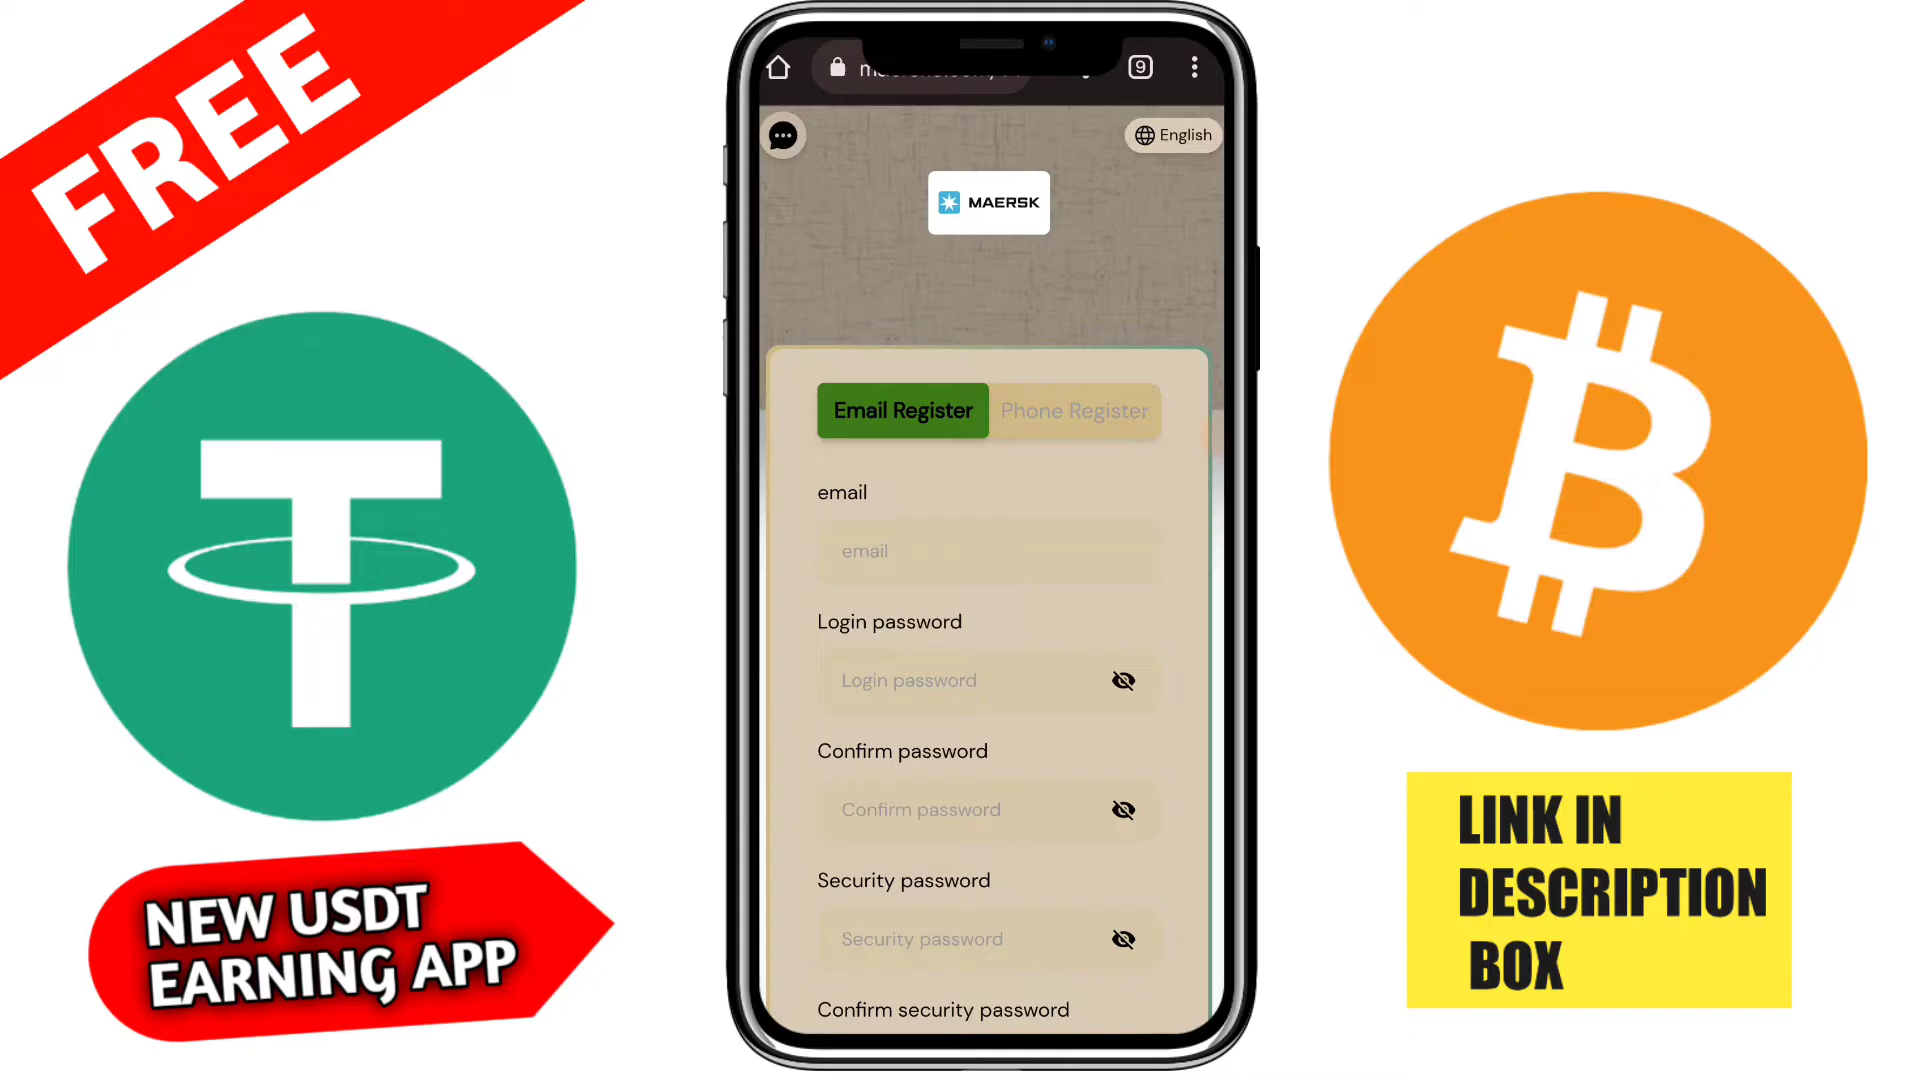 FREE
9
English
MAERSK
Email Register
Phone Register
email
email
Login password
Login password
Confirm password
Confirm password
Security password
Security password
Confirm security password
NEW USDT
EARNING APP
LINK IN
DESCRIPTION
BOX